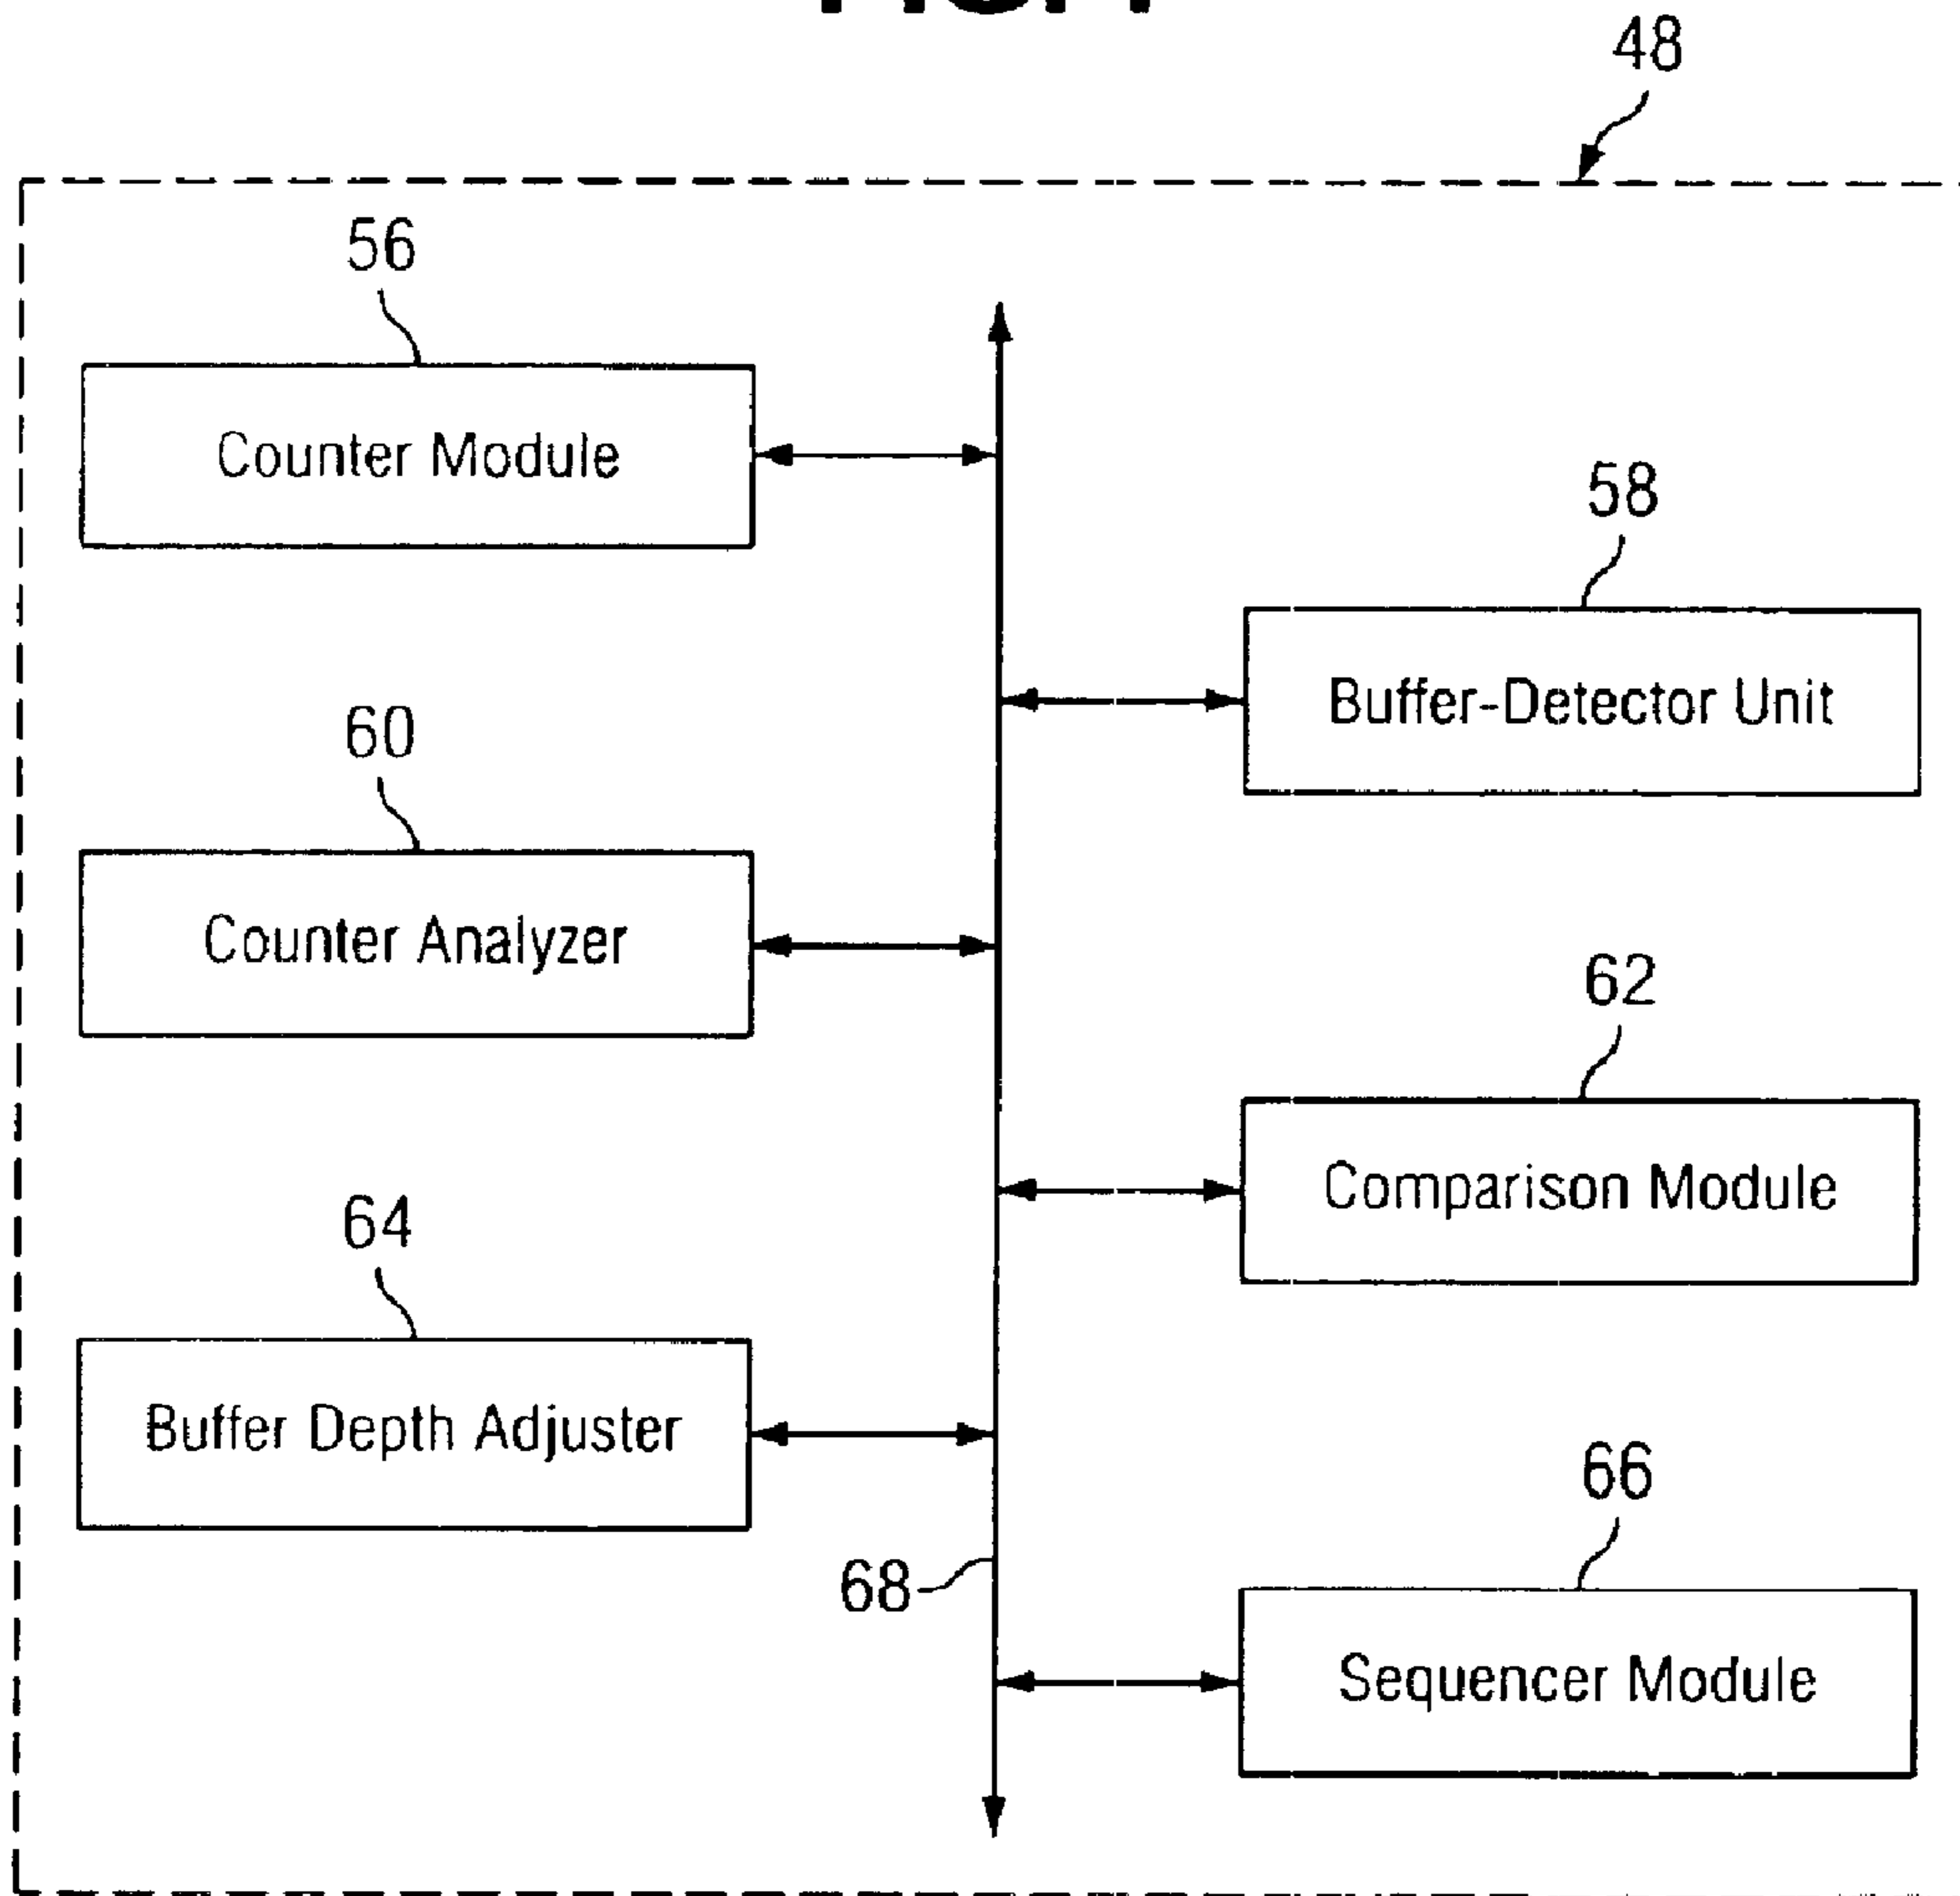 48
56
Counter Module
58
Buffer-Detector Unit
60
Counter Analyzer
62
Comparison Module
64
Buffer Depth Adjuster
66
68
Sequencer Module